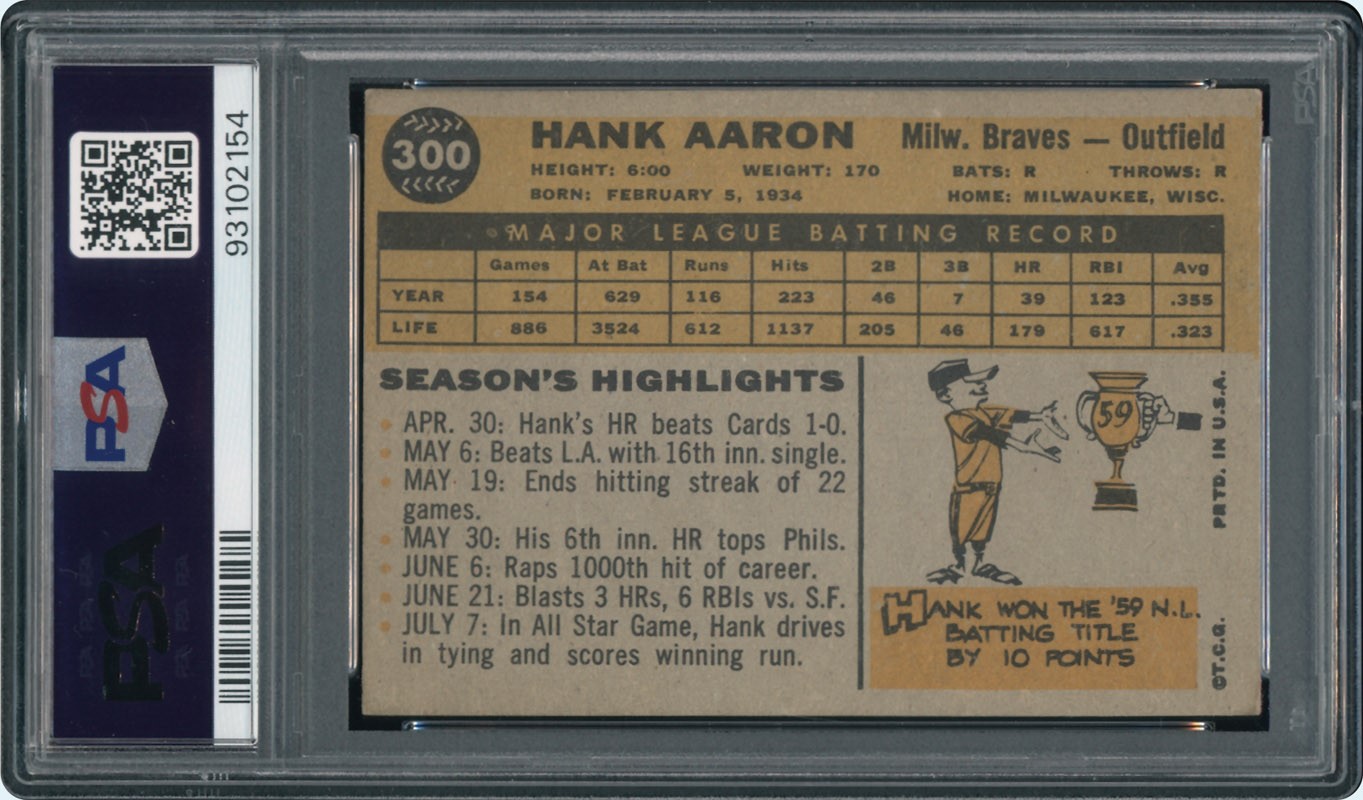 93102154
PSA
PSA
300
HANK AARON Milw. Braves — Outfield
HEIGHT: 6:00 WEIGHT: 170 BATS: R THROWS: R
BORN: FEBRUARY 5, 1934 HOME: MILWAUKEE, WISC.
MAJOR LEAGUE BATTING RECORD
Games At Bat Runs Hits 2B 3B HR RBI Avg
YEAR 154 629 116 223 46 7 39 123 .355
LIFE 886 3524 612 1137 205 46 179 617 .323
SEASON'S HIGHLIGHTS
• APR. 30: Hank's HR beats Cards 1-0.
• MAY 6: Beats L.A. with 16th inn. single.
• MAY 19: Ends hitting streak of 22
games.
• MAY 30: His 6th inn. HR tops Phils.
• JUNE 6: Raps 1000th hit of career.
• JUNE 21: Blasts 3 HRs, 6 RBIs vs. S.F.
• JULY 7: In All Star Game, Hank drives
in tying and scores winning run.
59
HANK WON THE '59 N.L.
BATTING TITLE
BY 10 POINTS
PRTD. IN U.S.A.
©T.C.G.
PSA